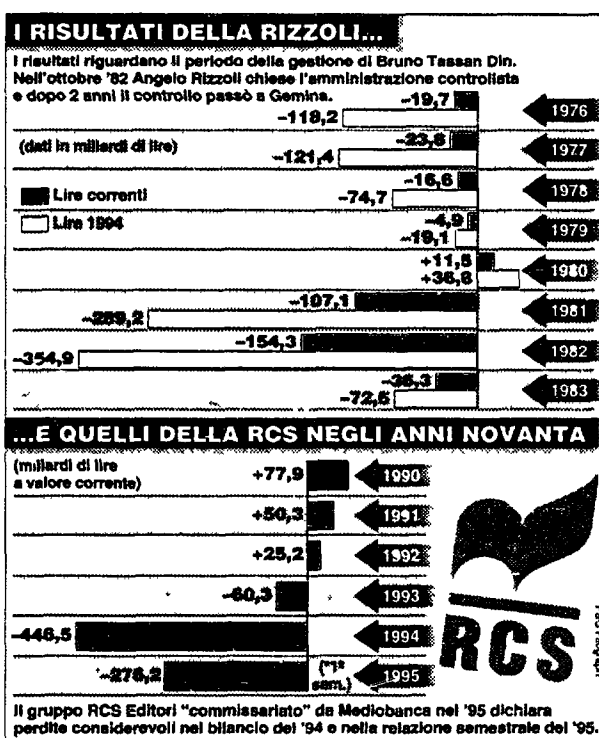 I RISULTATI DELLA RIZZOLI...
I risultati riguardano il periodo della gestione di Bruno Tassan Din.
Nell'ottobre '82 Angelo Rizzoli chiese l'amministrazione controllata
e dopo 2 anni il controllo passò a Gemina.
(dati in miliardi di lire)
Lire correnti
Lire 1994
-19,7
-118,2
1976
-23,8
-121,4
1977
-16,6
-74,7
1978
-4,9
-19,1
1979
+11,5
+36,8
1980
-107,1
-289,2
1981
-154,3
-354,9
1982
-36,3
-72,6
1983
...E QUELLI DELLA RCS NEGLI ANNI NOVANTA
(miliardi di lire
a valore corrente)
+77,9
1990
+50,3
1991
+25,2
1992
-60,3
1993
-446,5
1994
-276,2
(*1º
sem.)
1995
RCS
Il gruppo RCS Editori "commissariato" da Mediobanca nel '95 dichiara
perdite considerevoli nel bilancio del '94 e nella relazione semestrale del '95.